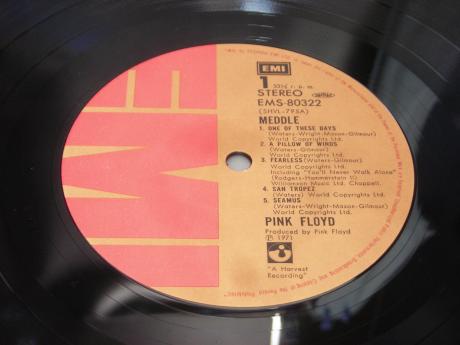 EMI
EMI
1
STEREO
EMS-80322
(SHVL-795A)
MEDDLE
1. ONE OF THESE DAYS
(Waters-Wright-Mason-Gilmour)
World Copyrights Ltd.
2. A PILLOW OF WINDS
(Waters-Gilmour)
World Copyrights Ltd.
3. FEARLESS (Waters-Gilmour)
World Copyrights Ltd.
Including "You'll Never Walk Alone"
(Rodgers-Hammerstein II)
Williamson Music Ltd. Chappell.
4. SAN TROPEZ
(Waters) World Copyrights Ltd.
5. SEAMUS
(Waters-Wright-Mason-Gilmour)
World Copyrights Ltd.
PINK FLOYD
Produced by Pink Floyd
Ⓟ 1971
"A Harvest
Recording"